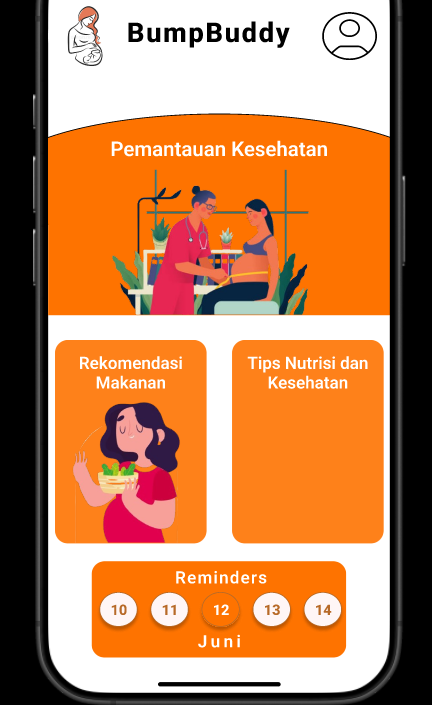 BumpBuddy
Pemantauan Kesehatan
Rekomendasi
Makanan
Tips Nutrisi dan
Kesehatan
Reminders
10 11 12 13 14
Juni